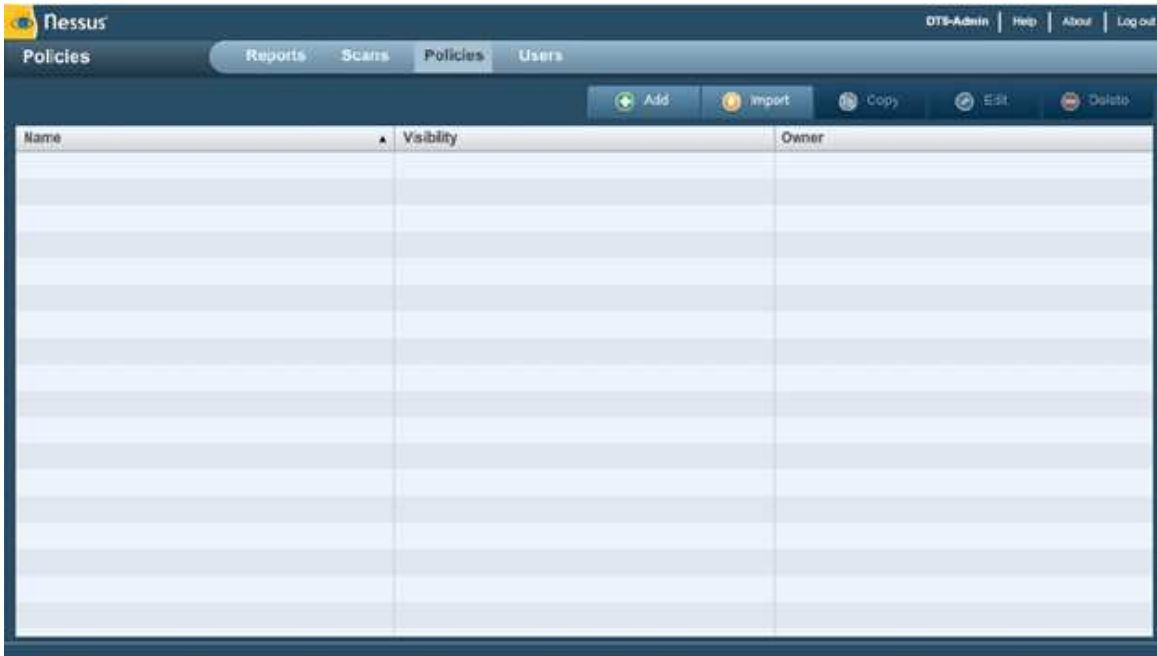 Nessus
DTS-Admin | Help | About | Log out
Policies
Reports Scans Policies Users
Add Import Copy Edit Delete
Name Visibility Owner